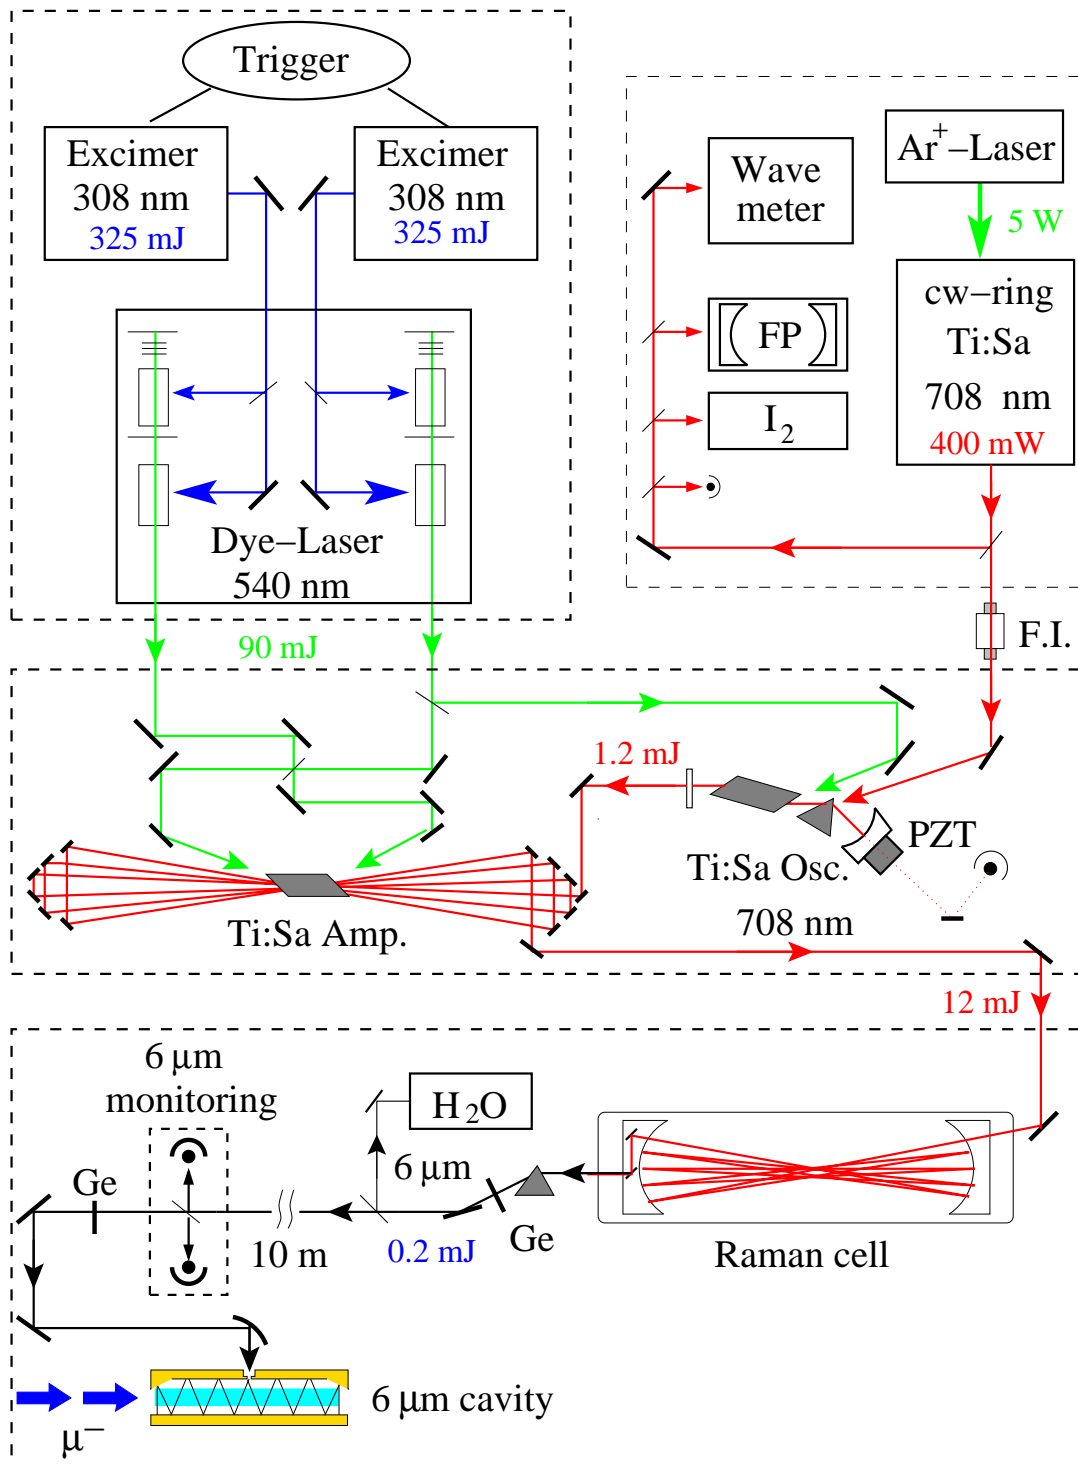 Trigger
Excimer
308 nm
325 mJ
Excimer
308 nm
325 mJ
Dye−Laser
540 nm
90 mJ
Wave
meter
FP
I₂
Ar⁺−Laser
5 W
cw−ring
Ti:Sa
708 nm
400 mW
F.I.
1.2 mJ
PZT
Ti:Sa Osc.
Ti:Sa Amp.
708 nm
12 mJ
6 μm
monitoring
H₂O
6 μm
Ge
Ge
10 m
0.2 mJ
Raman cell
6 μm cavity
μ⁻